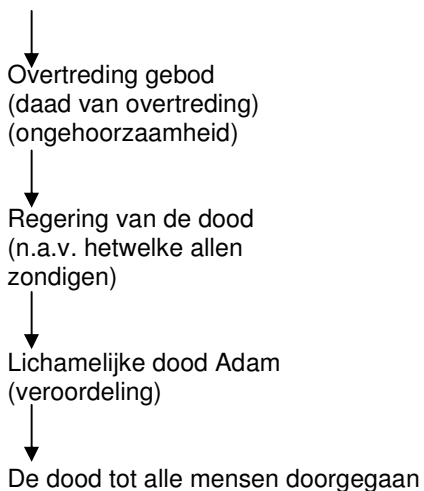 Overtreding gebod
(daad van overtreding)
(ongehoorzaamheid)
Regering van de dood
(n.a.v. hetwelke allen
zondigen)
Lichamelijke dood Adam
(veroordeling)
De dood tot alle mensen doorgegaan